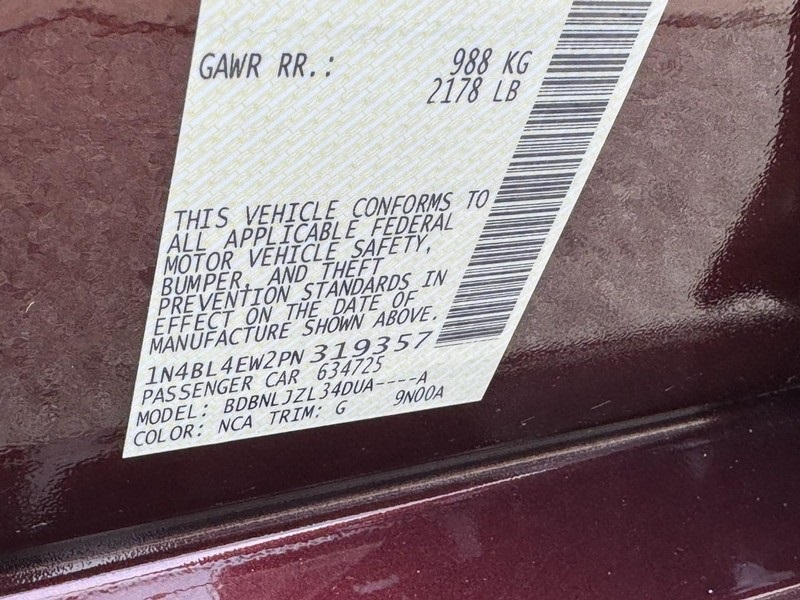 GAWR RR.: 988 KG
2178 LB
THIS VEHICLE CONFORMS TO
ALL APPLICABLE FEDERAL
MOTOR VEHICLE SAFETY,
BUMPER, AND THEFT
PREVENTION STANDARDS IN
EFFECT ON THE DATE OF
MANUFACTURE SHOWN ABOVE.
1N4BL4EW2PN319357
PASSENGER CAR 634725
MODEL: BDBNLJZL34DUA----A
COLOR: NCA TRIM: G 9N00A